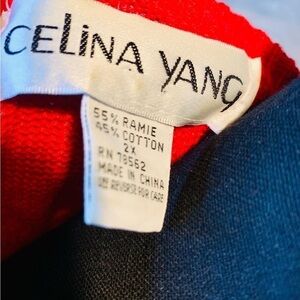 CELINA YANG
55% RAMIE
45% COTTON
2X
RN 78562
MADE IN CHINA
SEE REVERSE FOR CARE